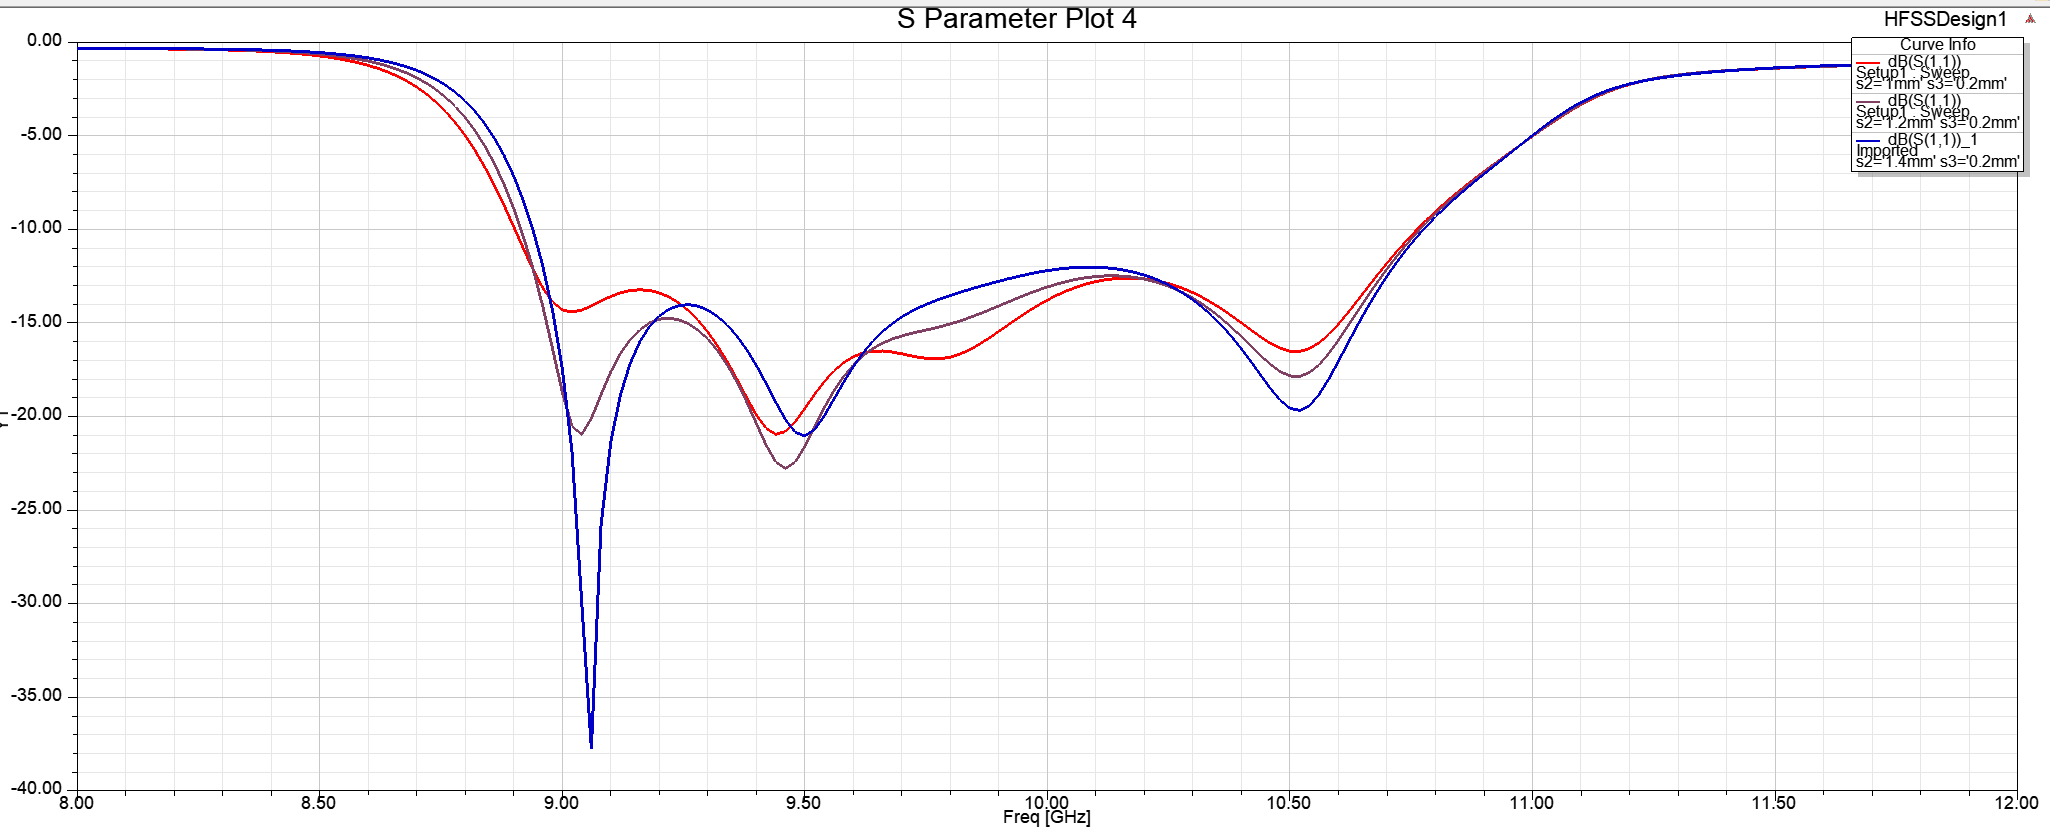 S Parameter Plot 4
HFSSDesign1
Curve Info
dB(S(1,1))
Setup1 : Sweep
s2='1mm' s3='0.2mm'
dB(S(1,1))
Setup1 : Sweep
s2='1.2mm' s3='0.2mm'
dB(S(1,1))_1
Imported
s2='1.4mm' s3='0.2mm'
0.00
-5.00
-10.00
-15.00
-20.00
-25.00
-30.00
-35.00
-40.00
8.00 8.50 9.00 9.50 10.00 10.50 11.00 11.50 12.00
Freq [GHz]